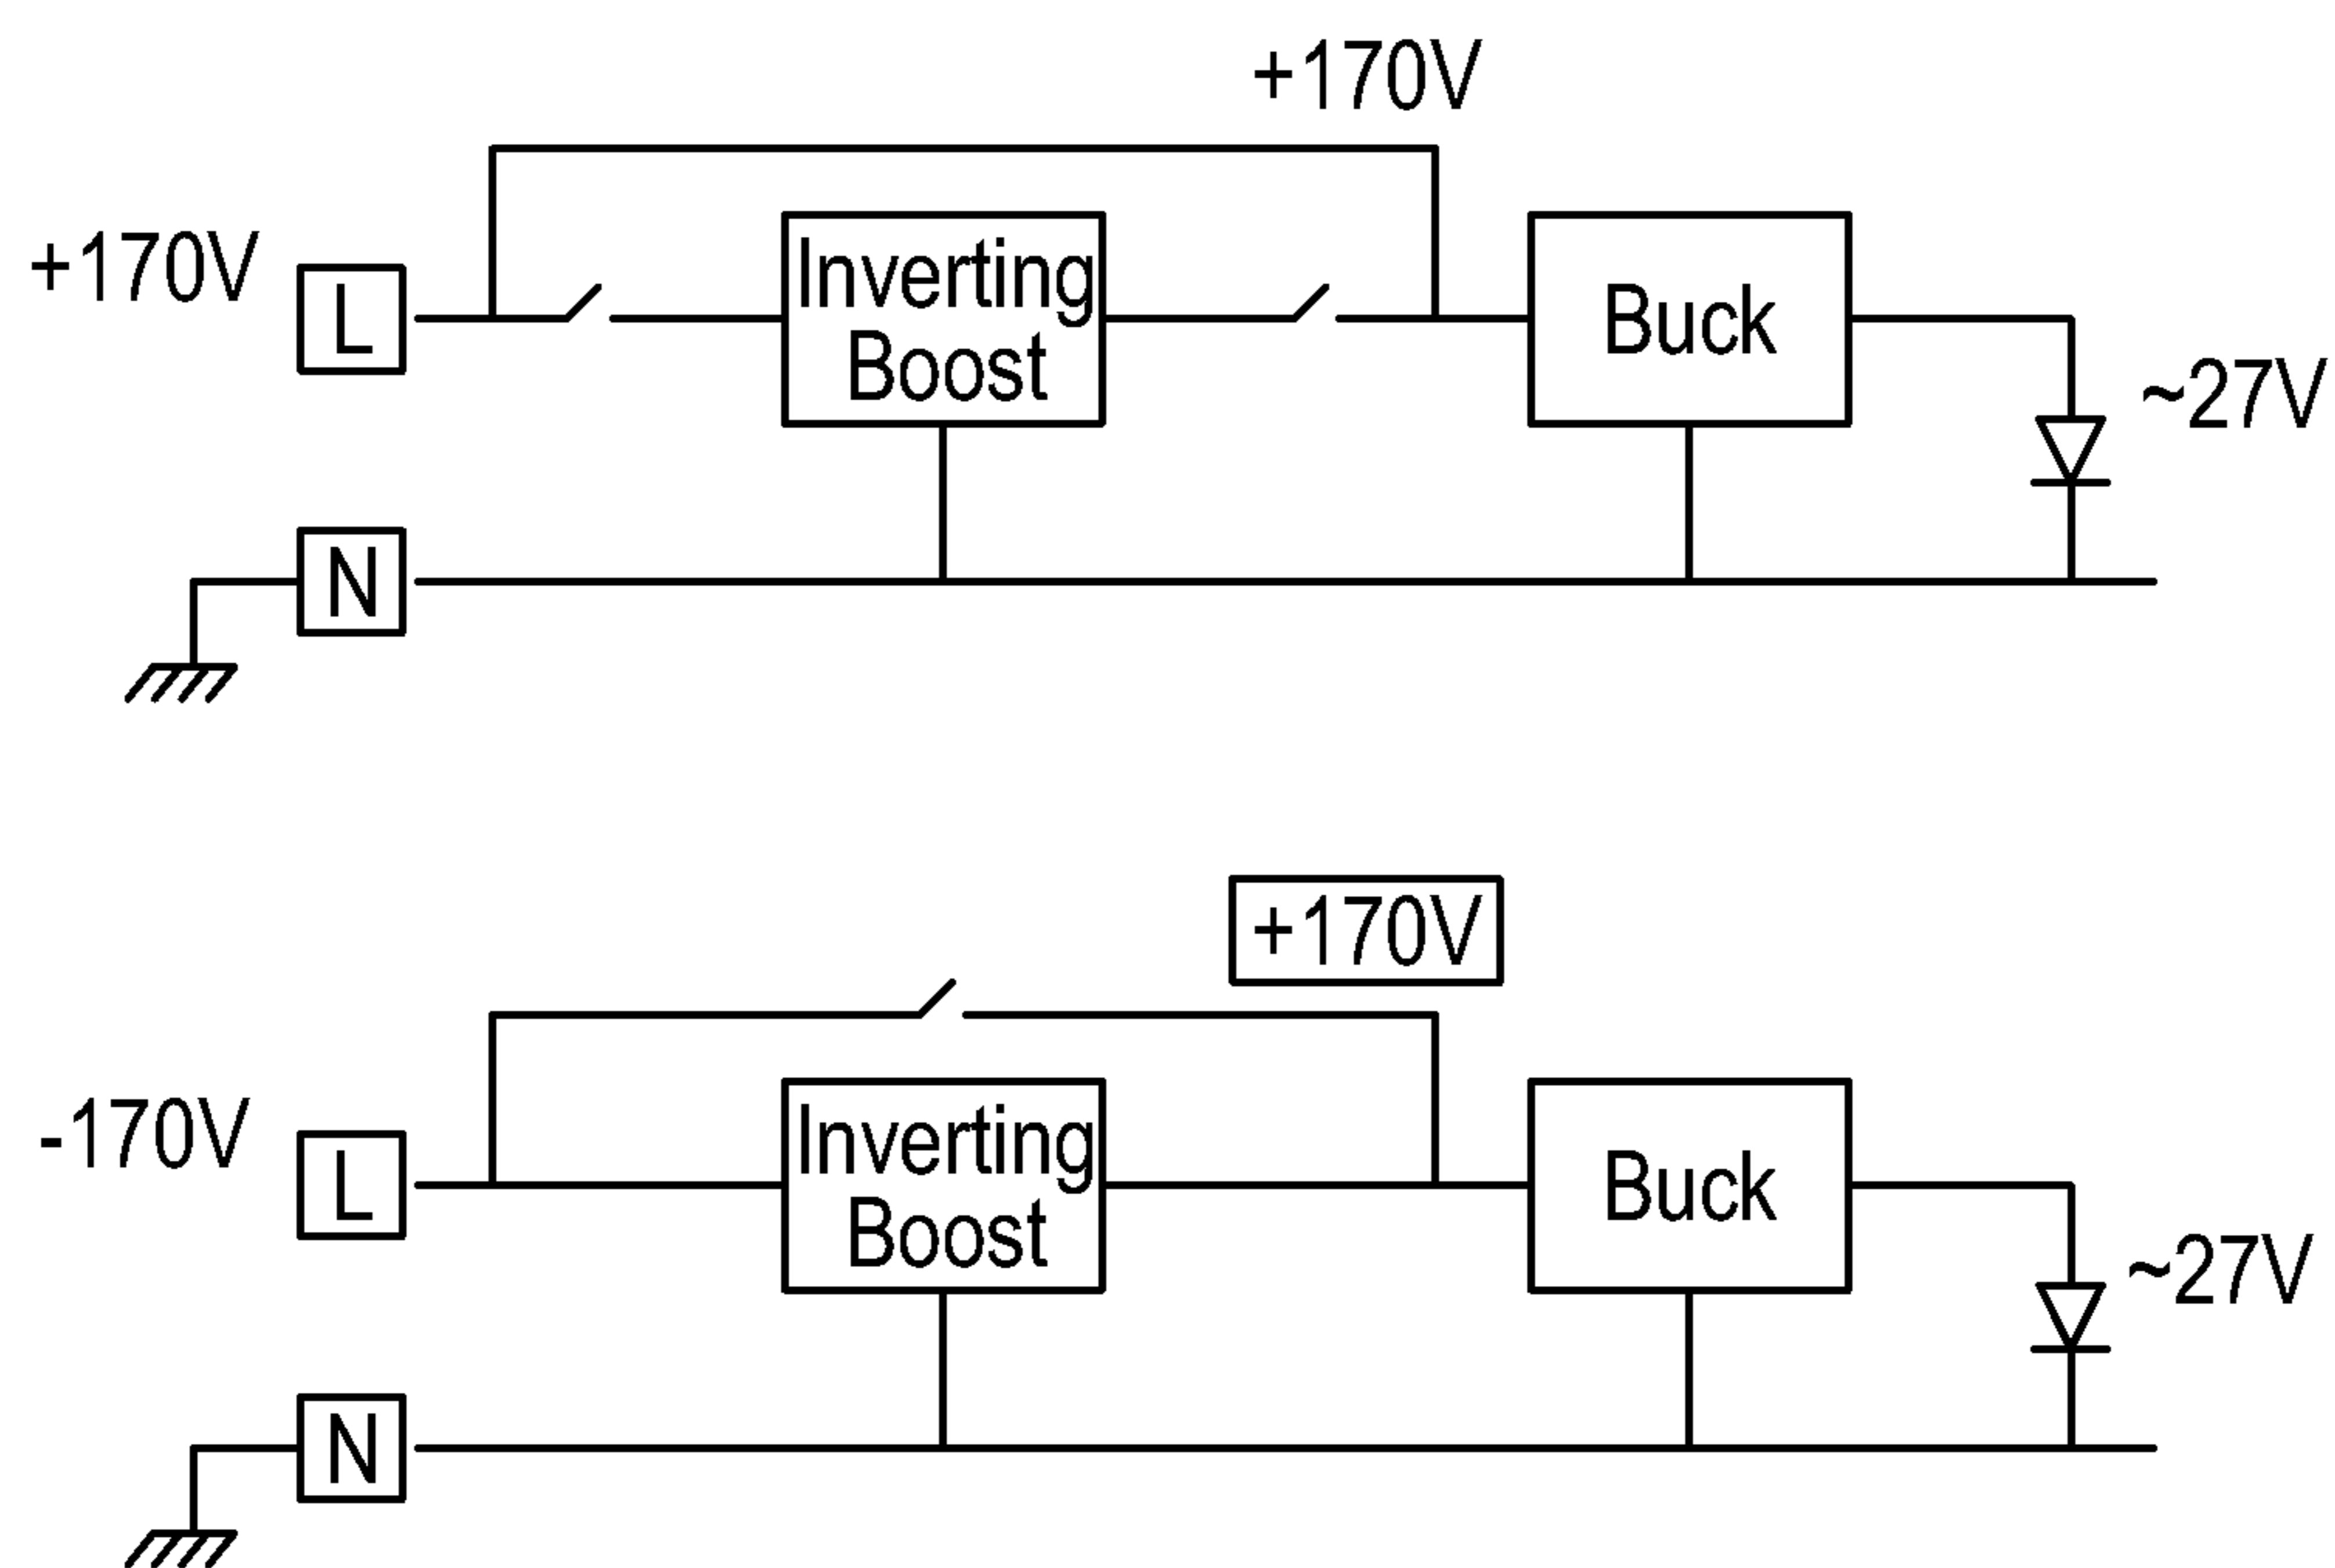 +170V
+170V
L
Inverting
Boost
Buck
~27V
N
+170V
-170V
L
Inverting
Boost
Buck
~27V
N